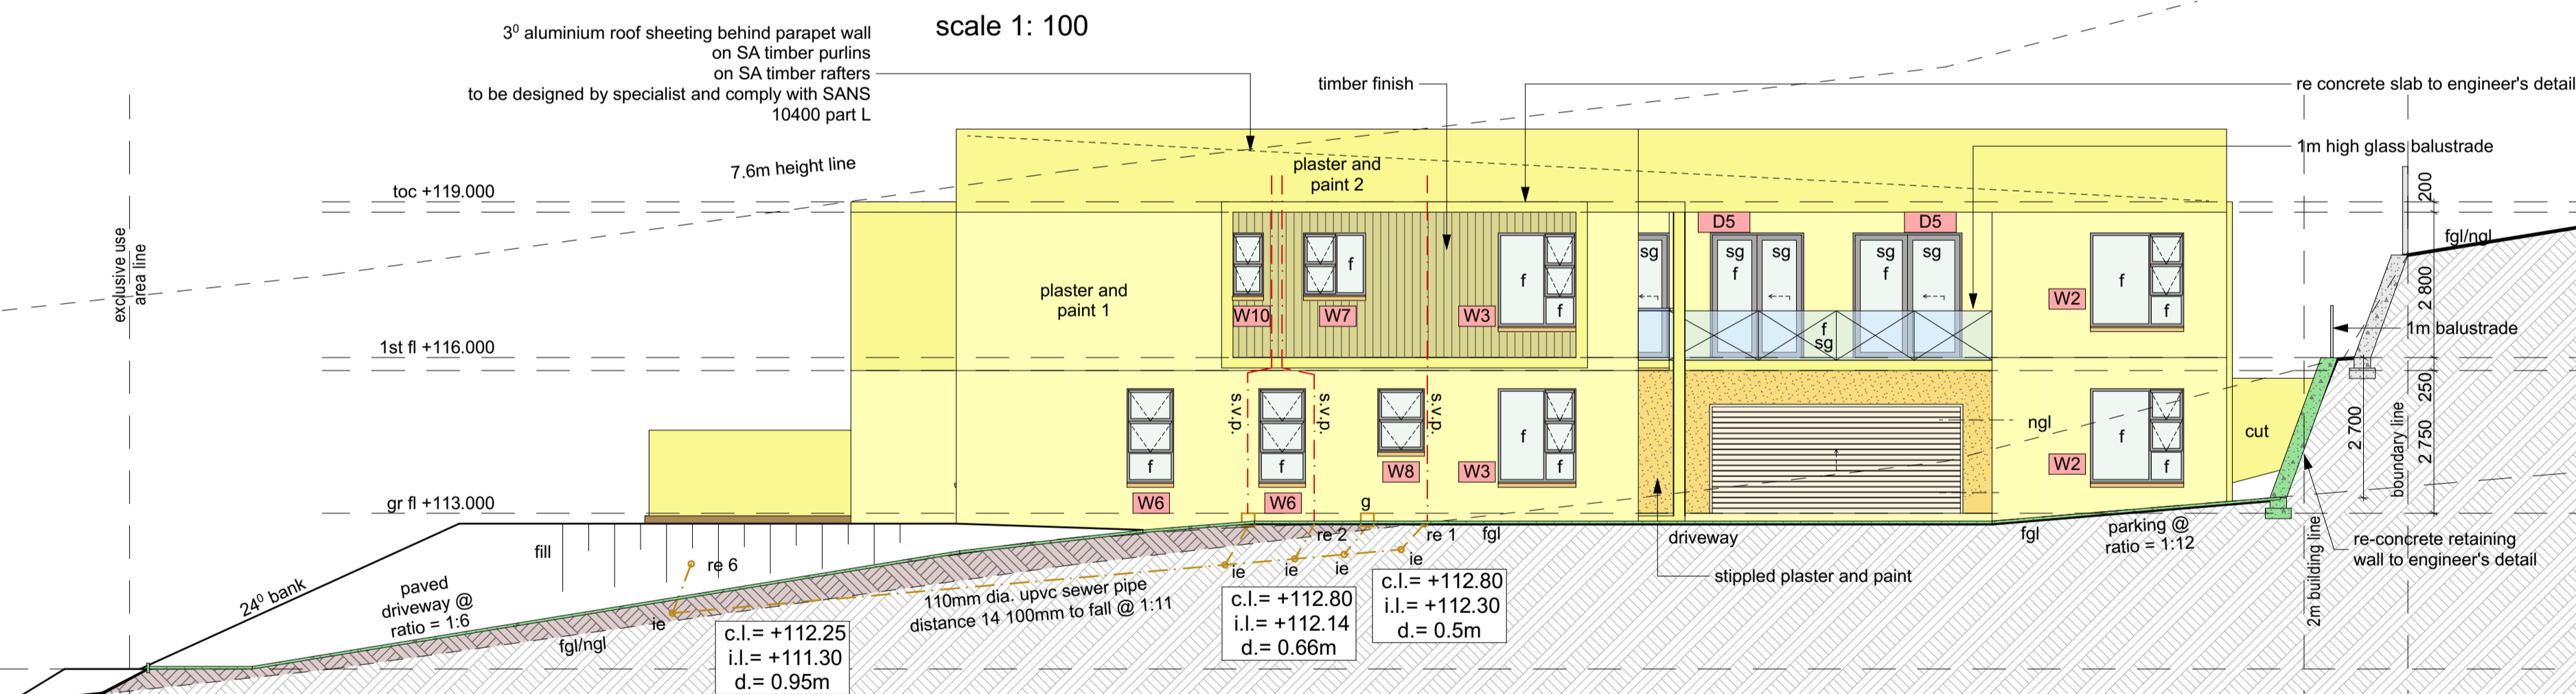 scale 1: 100
3⁰ aluminium roof sheeting behind parapet wall
on SA timber purlins
on SA timber rafters
to be designed by specialist and comply with SANS
10400 part L
timber finish
re concrete slab to engineer's detail
1m high glass balustrade
7.6m height line
plaster and
paint 2
toc +119.000
200
exclusive use
area line
D5
D5
fgl/ngl
sg
sg
f
sg
sg
f
sg
f
f
f
plaster and
paint 1
W10
W7
W3
f
W2
f
2 800
f
sg
1m balustrade
1st fl +116.000
s.v.p.
s.v.p.
s.v.p.
250
2 700
boundary line
2 750
ngl
cut
f
f
f
f
f
f
W8
W3
W2
W6
W6
gr fl +113.000
g
re 2
re 1
fgl
driveway
fgl
parking @
ratio = 1:12
re-concrete retaining
wall to engineer's detail
2m building line
fill
re 6
ie
ie
ie
ie
stippled plaster and paint
24⁰ bank
paved
driveway @
ratio = 1:6
110mm dia. upvc sewer pipe
distance 14 100mm to fall @ 1:11
ie
fgl/ngl
c.l.= +112.25
i.l.= +111.30
d.= 0.95m
c.l.= +112.80
i.l.= +112.14
d.= 0.66m
c.l.= +112.80
i.l.= +112.30
d.= 0.5m